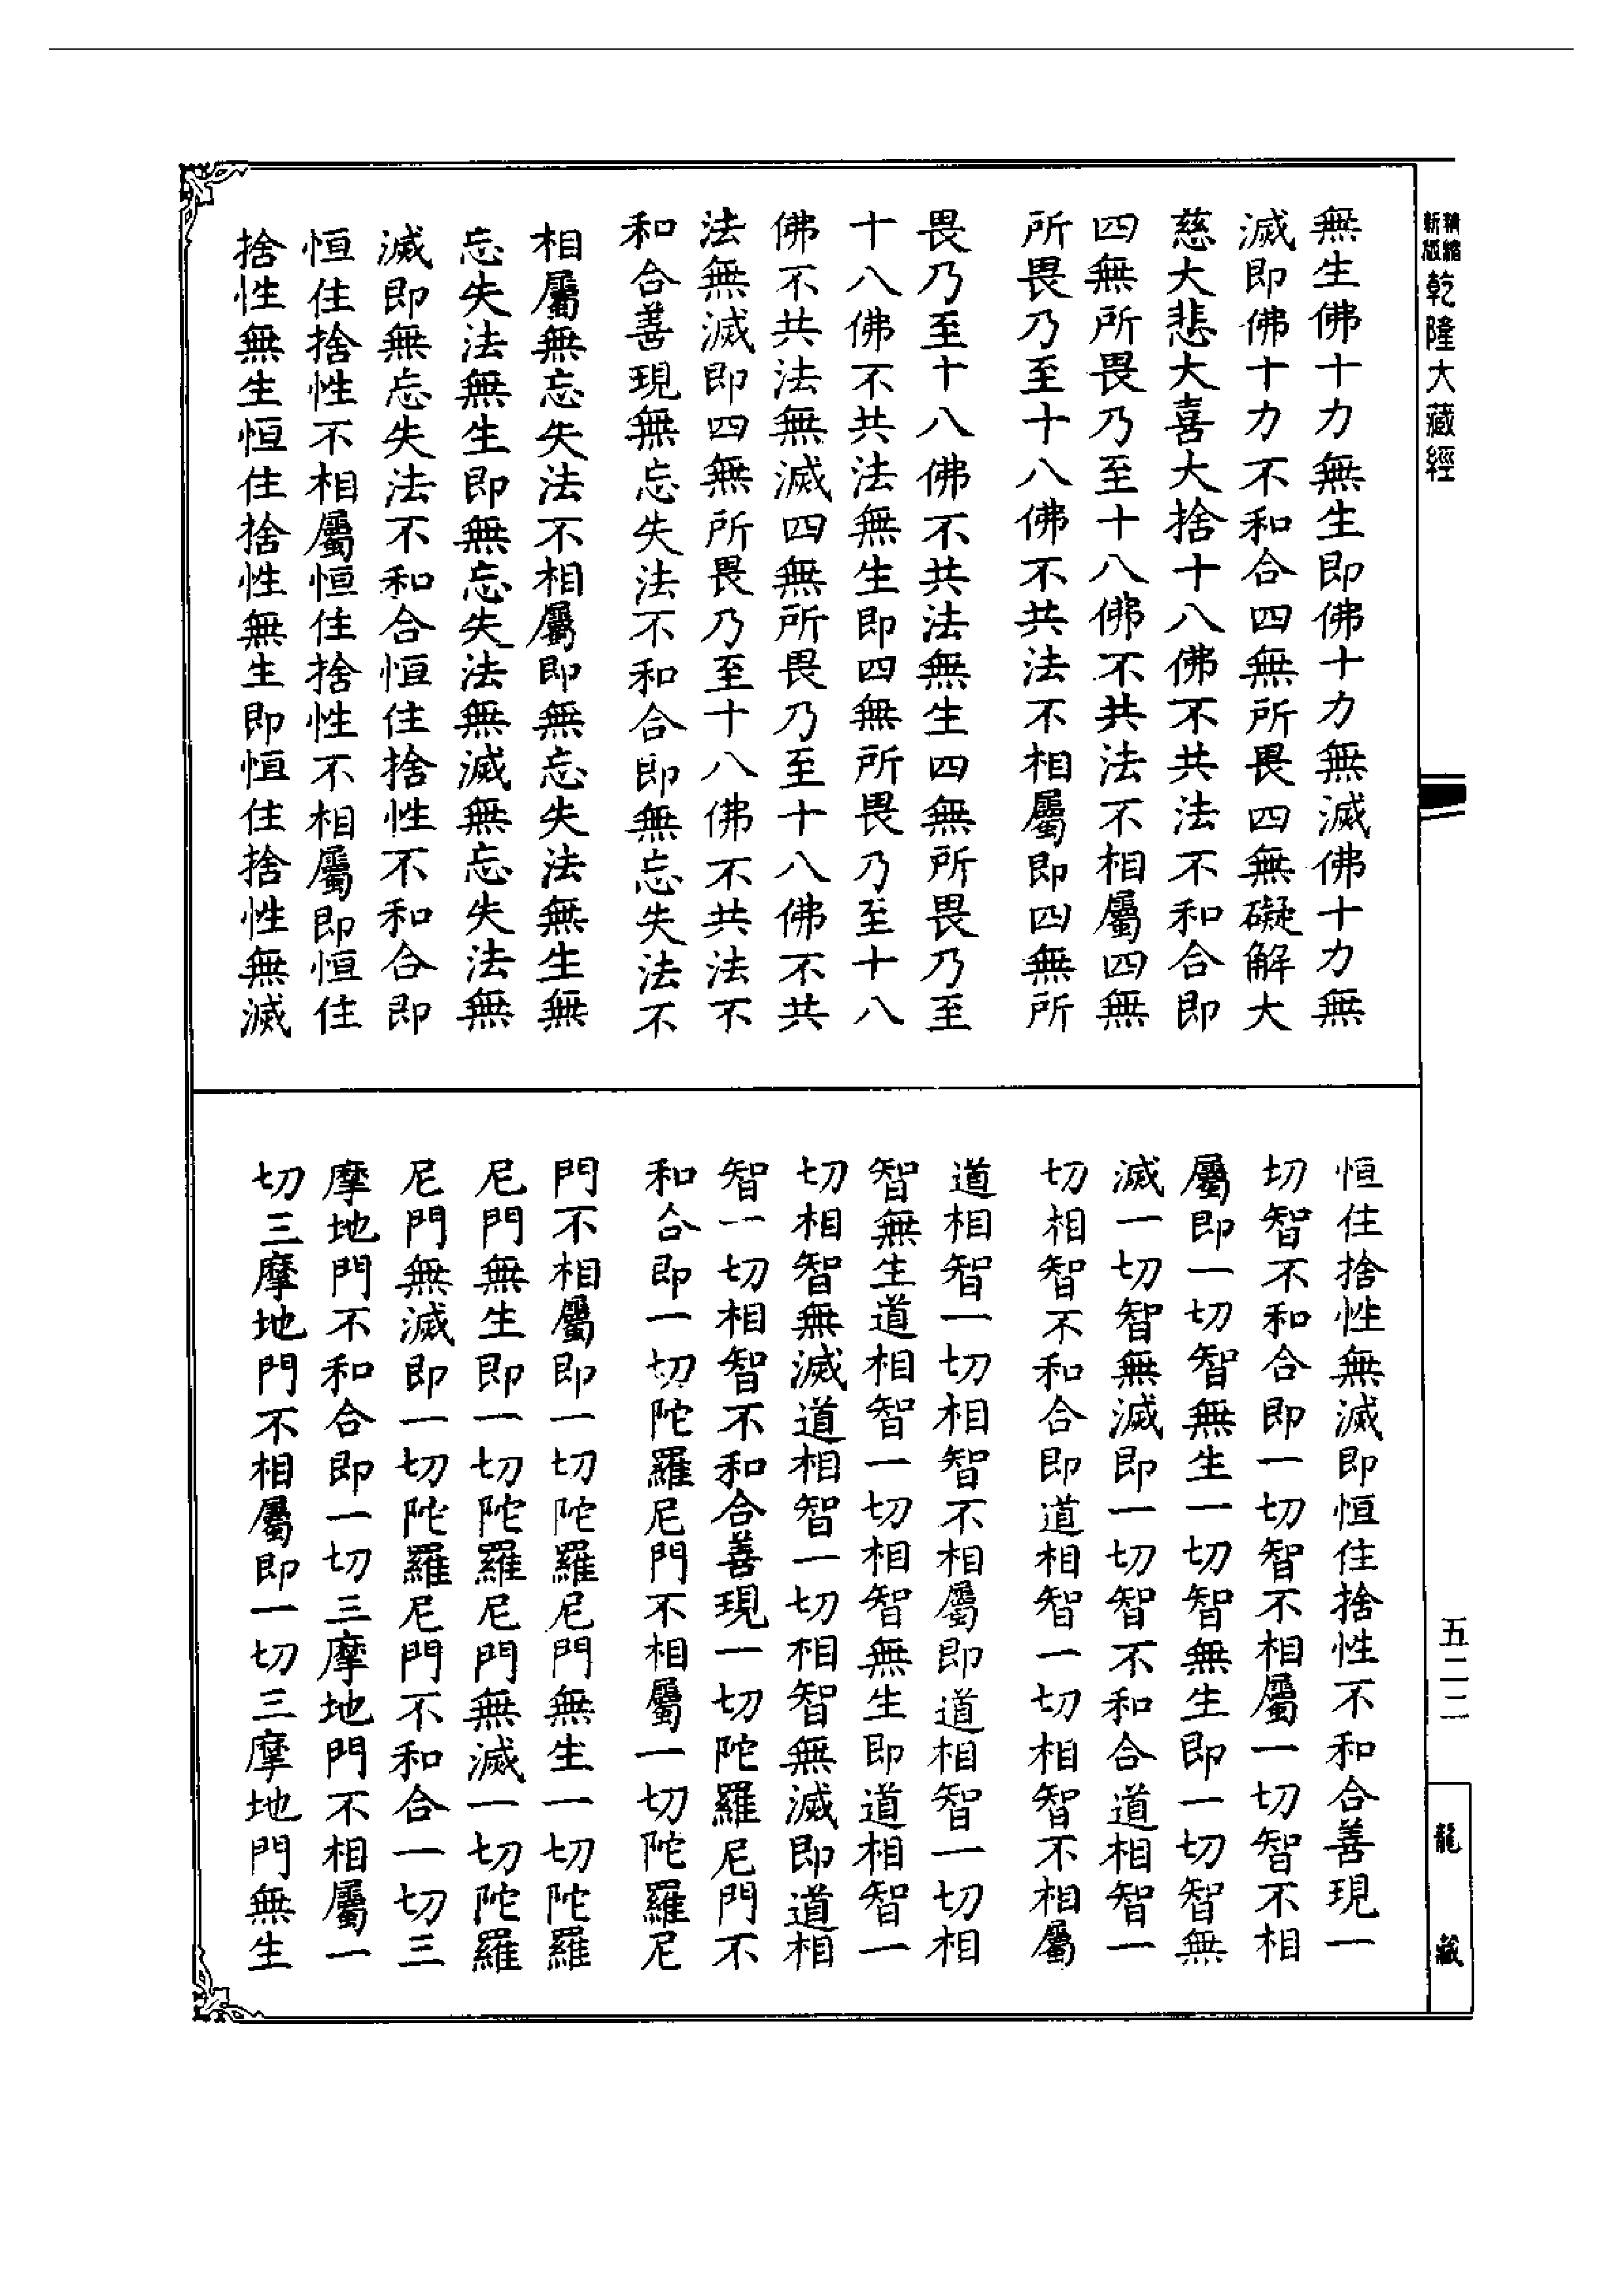 精縮新版乾隆大藏經
五二二
龍藏
無生佛十力無生即佛十力無滅佛十力無
滅即佛十力不和合四無所畏四無礙解大
慈大悲大喜大捨十八佛不共法不和合即
四無所畏乃至十八佛不共法不相屬四無
所畏乃至十八佛不共法不相屬即四無所
畏乃至十八佛不共法無生四無所畏乃至
十八佛不共法無生即四無所畏乃至十八
佛不共法無滅四無所畏乃至十八佛不共
法無滅即四無所畏乃至十八佛不共法不
和合善現無忘失法不和合即無忘失法不
相屬無忘失法不相屬即無忘失法無生無
忘失法無生即無忘失法無滅無忘失法無
滅即無忘失法不和合恒住捨性不和合即
恒住捨性不相屬恒住捨性不相屬即恒住
捨性無生恒住捨性無生即恒住捨性無滅
恒住捨性無滅即恒住捨性不和合善現一
切智不和合即一切智不相屬一切智不相
屬即一切智無生一切智無生即一切智無
滅一切智無滅即一切智不和合道相智一
切相智不和合即道相智一切相智不相屬
道相智一切相智不相屬即道相智一切相
智無生道相智一切相智無生即道相智一
切相智無滅道相智一切相智無滅即道相
智一切相智不和合善現一切陀羅尼門不
和合即一切陀羅尼門不相屬一切陀羅尼
門不相屬即一切陀羅尼門無生一切陀羅
尼門無生即一切陀羅尼門無滅一切陀羅
尼門無滅即一切陀羅尼門不和合一切三
摩地門不和合即一切三摩地門不相屬一
切三摩地門不相屬即一切三摩地門無生